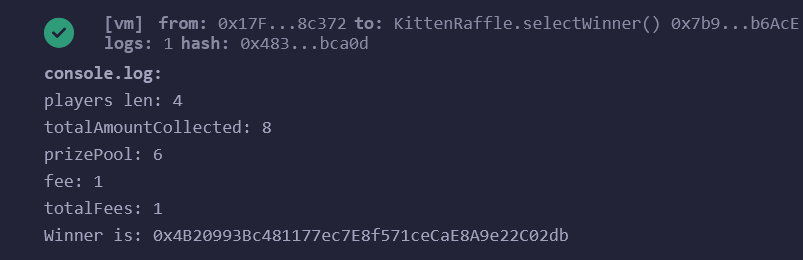 [vm] from: 0x17F...8c372 to: KittenRaffle.selectWinner() 0x7b9...b6AcE
logs: 1 hash: 0x483...bca0d
console.log:
players len: 4
totalAmountCollected: 8
prizePool: 6
fee: 1
totalFees: 1
Winner is: 0x4B20993Bc481177ec7E8f571ceCaE8A9e22C02db